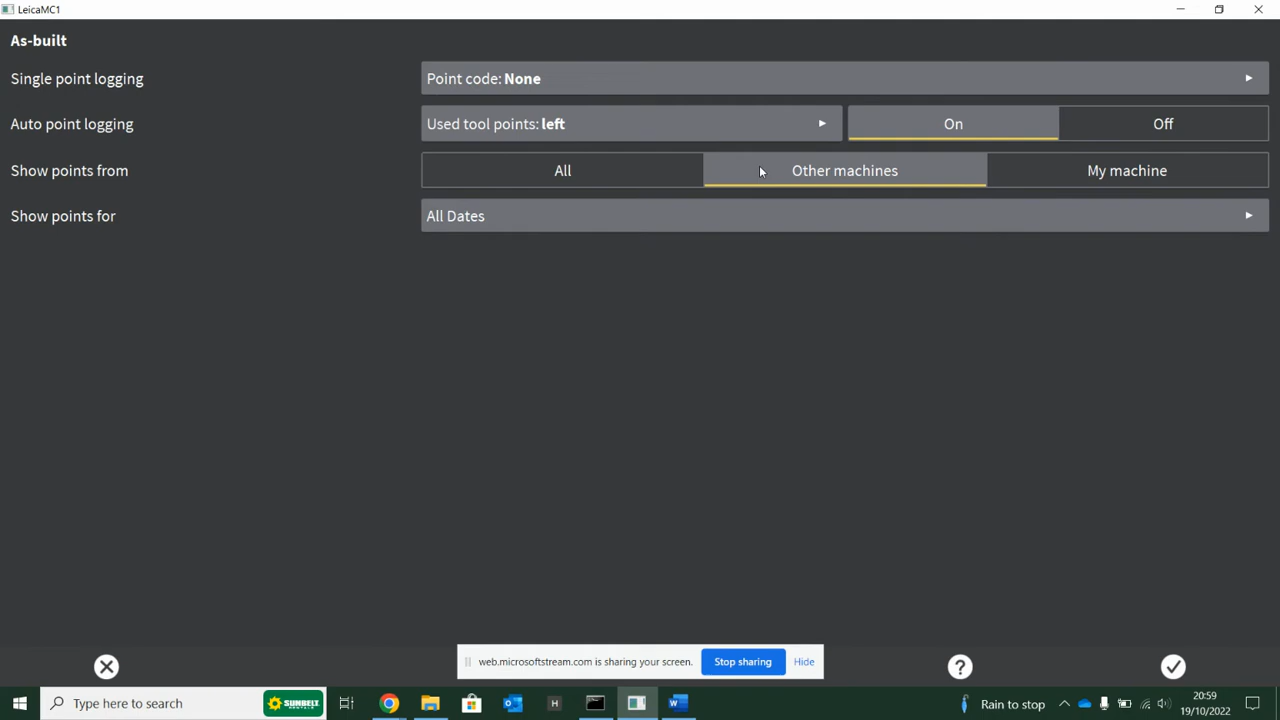 LeicaMC1
As-built
Single point logging
Point code: None
Auto point logging
Used tool points: left
On
Off
Show points from
All
Other machines
My machine
Show points for
All Dates
web.microsoftstream.com is sharing your screen.
Stop sharing
Hide
?
Type here to search
SUNBELT
RENTALS
H
W
Rain to stop
20:59
19/10/2022